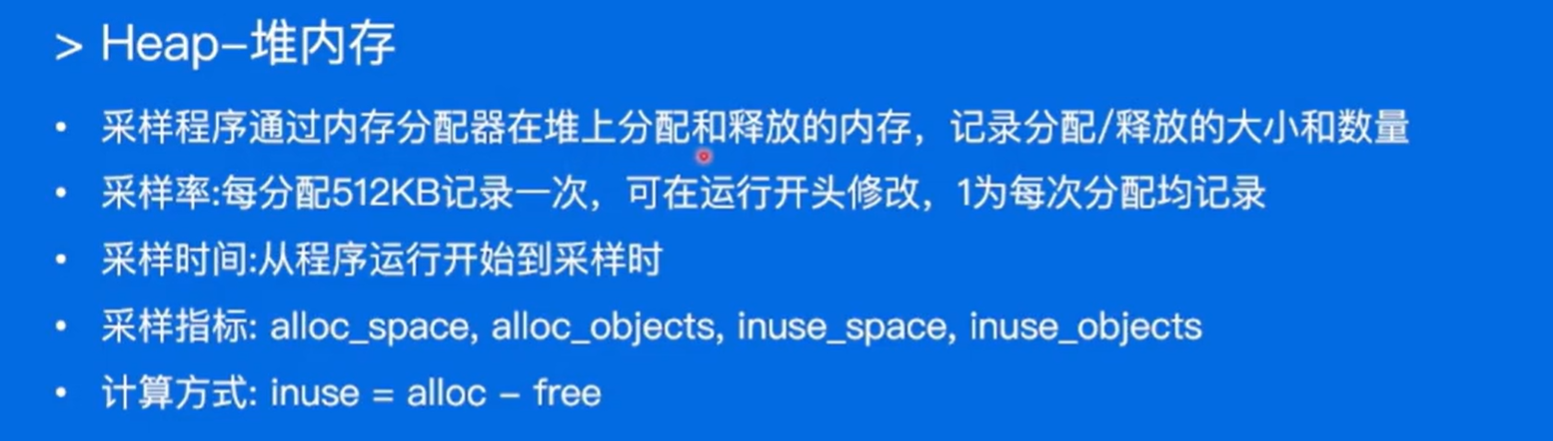 > Heap-堆内存
• 采样程序通过内存分配器在堆上分配和释放的内存，记录分配/释放的大小和数量
• 采样率:每分配512KB记录一次，可在运行开头修改，1为每次分配均记录
• 采样时间:从程序运行开始到采样时
• 采样指标: alloc_space, alloc_objects, inuse_space, inuse_objects
• 计算方式: inuse = alloc - free